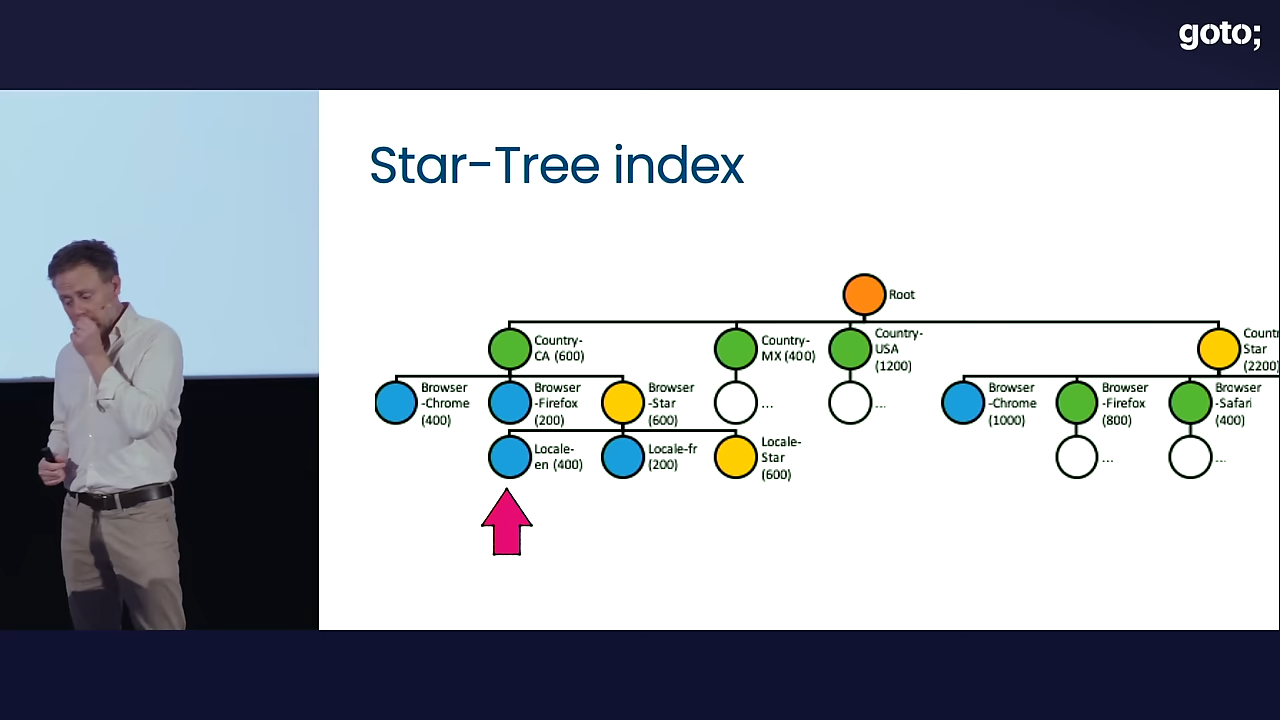 goto;
Star-Tree index
Root
Country-
CA (600)
Country-
MX (400)
Country-
USA
(1200)
Star
(2200)
Browser
-Chrome
(400)
Browser
-Firefox
(200)
Browser
-Star
(600)
...
...
Browser
-Chrome
(1000)
Browser
-Firefox
(800)
Browser
-Safari
(400)
Locale-
en (400)
Locale-fr
(200)
Locale-
Star
(600)
...
...